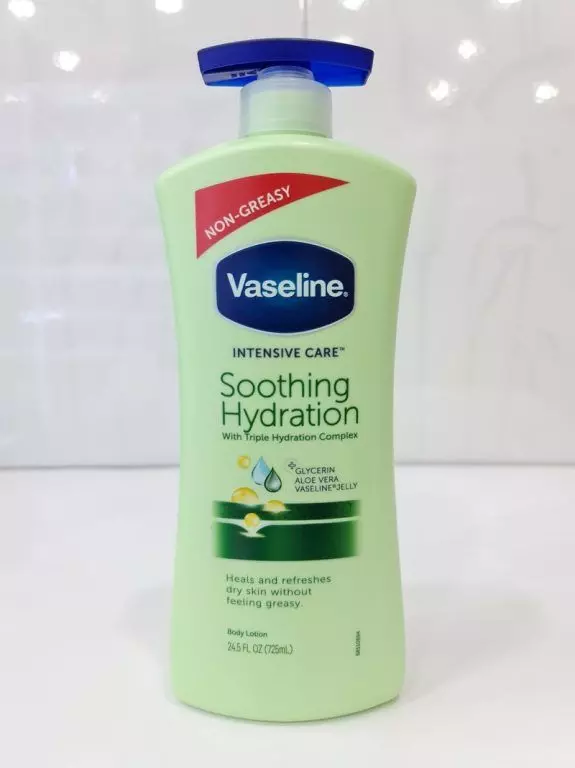 NON-GREASY
Vaseline®
INTENSIVE CARE™
Soothing
Hydration
With Triple Hydration Complex
GLYCERIN
ALOE VERA
VASELINE® JELLY
Heals and refreshes
dry skin without
feeling greasy.
Body Lotion
24.5 FL OZ (725mL)